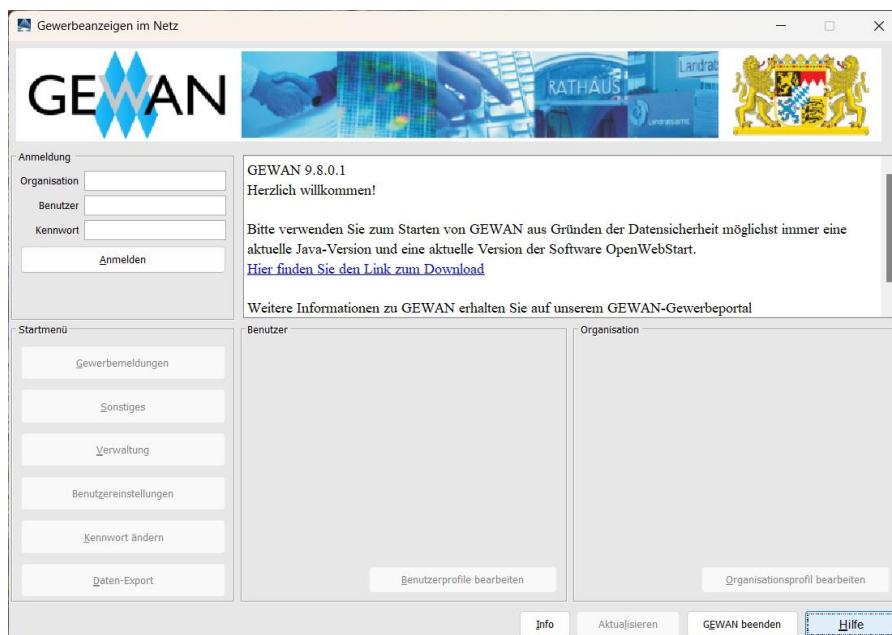 Gewerbeanzeigen im Netz
GEWAN
RATHAUS
Landrat
Landratsamt
Anmeldung
Organisation
Benutzer
Kennwort
Anmelden
GEWAN 9.8.0.1
Herzlich willkommen!
Bitte verwenden Sie zum Starten von GEWAN aus Gründen der Datensicherheit möglichst immer eine
aktuelle Java-Version und eine aktuelle Version der Software OpenWebStart.
Hier finden Sie den Link zum Download
Weitere Informationen zu GEWAN erhalten Sie auf unserem GEWAN-Gewerbeportal
Startmenü
Gewerbemeldungen
Sonstiges
Verwaltung
Benutzereinstellungen
Kennwort ändern
Daten-Export
Benutzer
Benutzerprofile bearbeiten
Organisation
Organisationsprofil bearbeiten
Info
Aktualisieren
GEWAN beenden
Hilfe